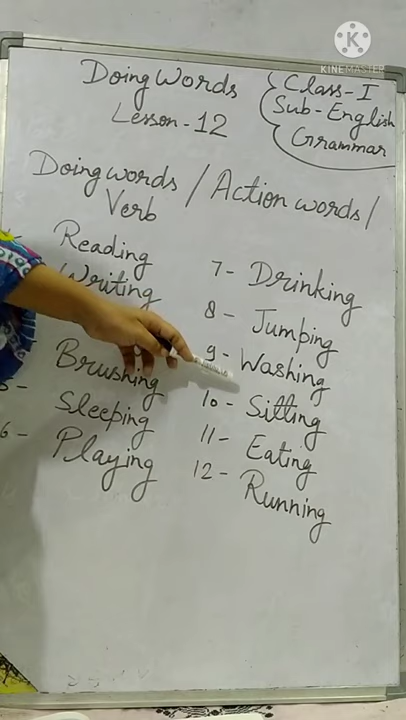 KINEMASTER
Doing Words
Lesson - 12
Class - I
Sub - English
Grammar
Doing words / Action words /
Verb
Reading
Writing
Brushing
Sleeping
6 - Playing
7 - Drinking
8 - Jumping
9 - Washing
10 - Sitting
11 - Eating
12 - Running